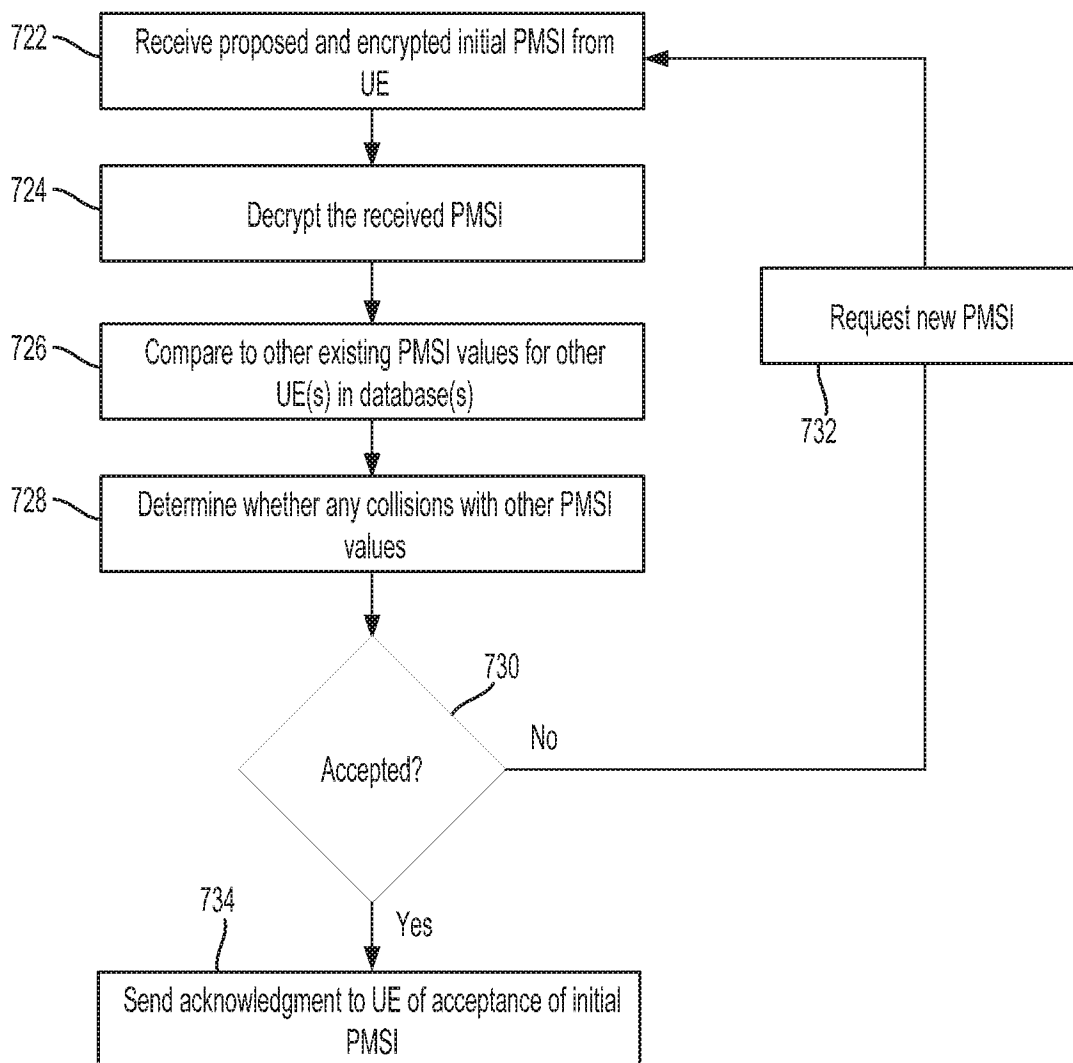 722
Receive proposed and encrypted initial PMSI from
UE
724
Decrypt the received PMSI
Request new PMSI
732
726
Compare to other existing PMSI values for other
UE(s) in database(s)
728
Determine whether any collisions with other PMSI
values
730
Accepted?
No
Yes
734
Send acknowledgment to UE of acceptance of initial
PMSI